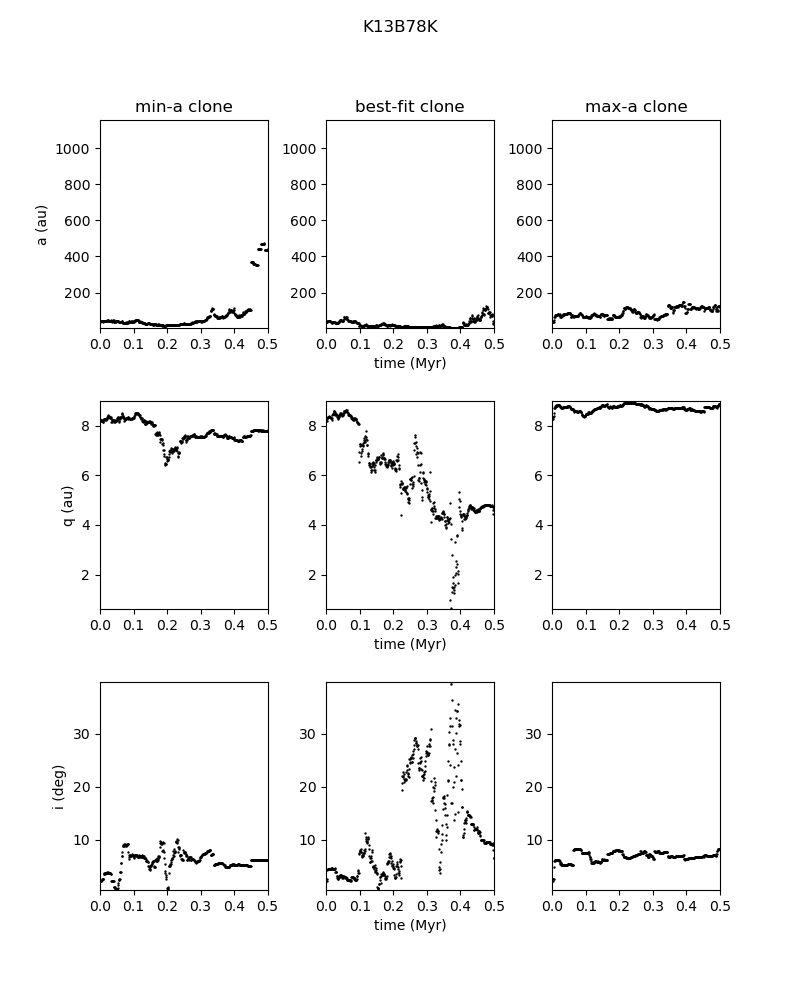 K13B78K
min-a clone best-fit clone max-a clone
1000 1000 1000
800 800 800
600 600 600
400 400 400
200 200 200
a (au)
0.0 0.1 0.2 0.3 0.4 0.5 0.0 0.1 0.2 0.3 0.4 0.5 0.0 0.1 0.2 0.3 0.4 0.5
time (Myr)
8 8 8
6 6 6
4 4 4
2 2 2
q (au)
0.0 0.1 0.2 0.3 0.4 0.5 0.0 0.1 0.2 0.3 0.4 0.5 0.0 0.1 0.2 0.3 0.4 0.5
time (Myr)
30 30 30
20 20 20
10 10 10
i (deg)
0.0 0.1 0.2 0.3 0.4 0.5 0.0 0.1 0.2 0.3 0.4 0.5 0.0 0.1 0.2 0.3 0.4 0.5
time (Myr)